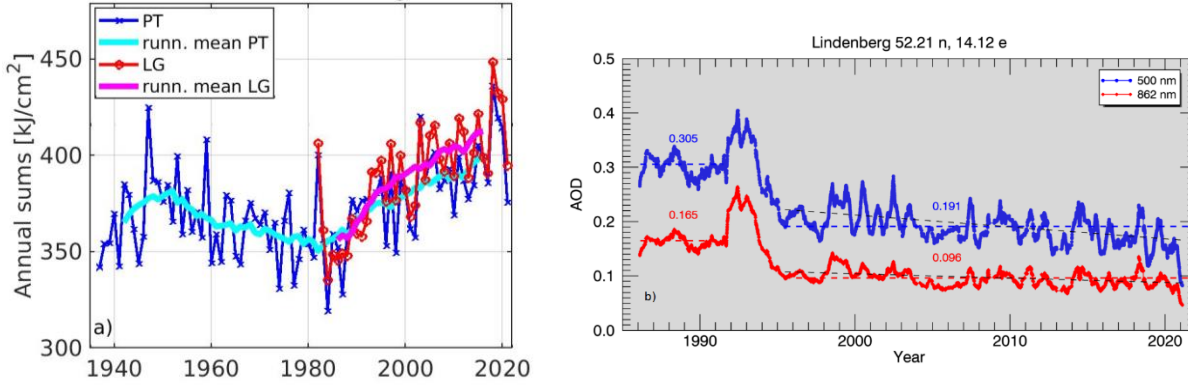 PT
runn. mean PT
LG
runn. mean LG
Annual sums [kJ/cm²]
450
400
350
300
a)
1940 1960 1980 2000 2020
Lindenberg 52.21 n, 14.12 e
500 nm
862 nm
AOD
0.5
0.4
0.3
0.2
0.1
0.0
0.305
0.165
0.191
0.096
b)
1990 2000 2010 2020
Year